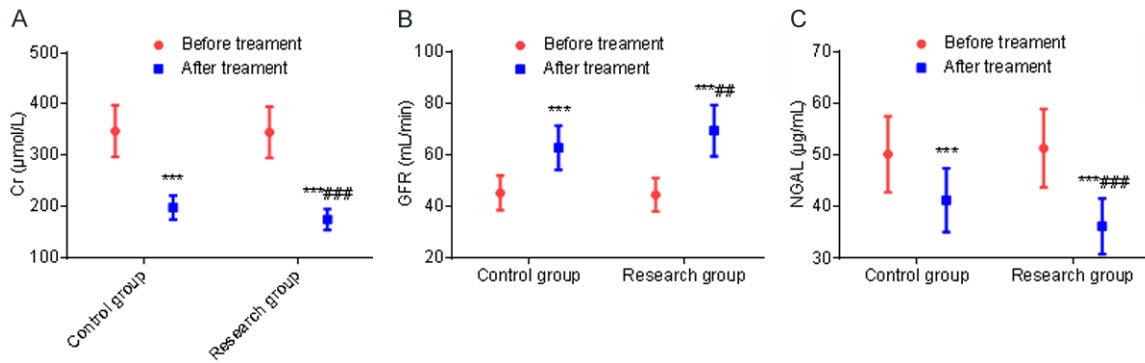 A
Before treament
After treament
Cr (µmol/L)
500
400
300
200
100
***
***###
Control group
Research group
B
Before treament
After treament
GFR (mL/min)
100
80
60
40
20
***
***##
Control group
Research group
C
Before treament
After treament
NGAL (µg/mL)
70
60
50
40
30
***
***###
Control group
Research group